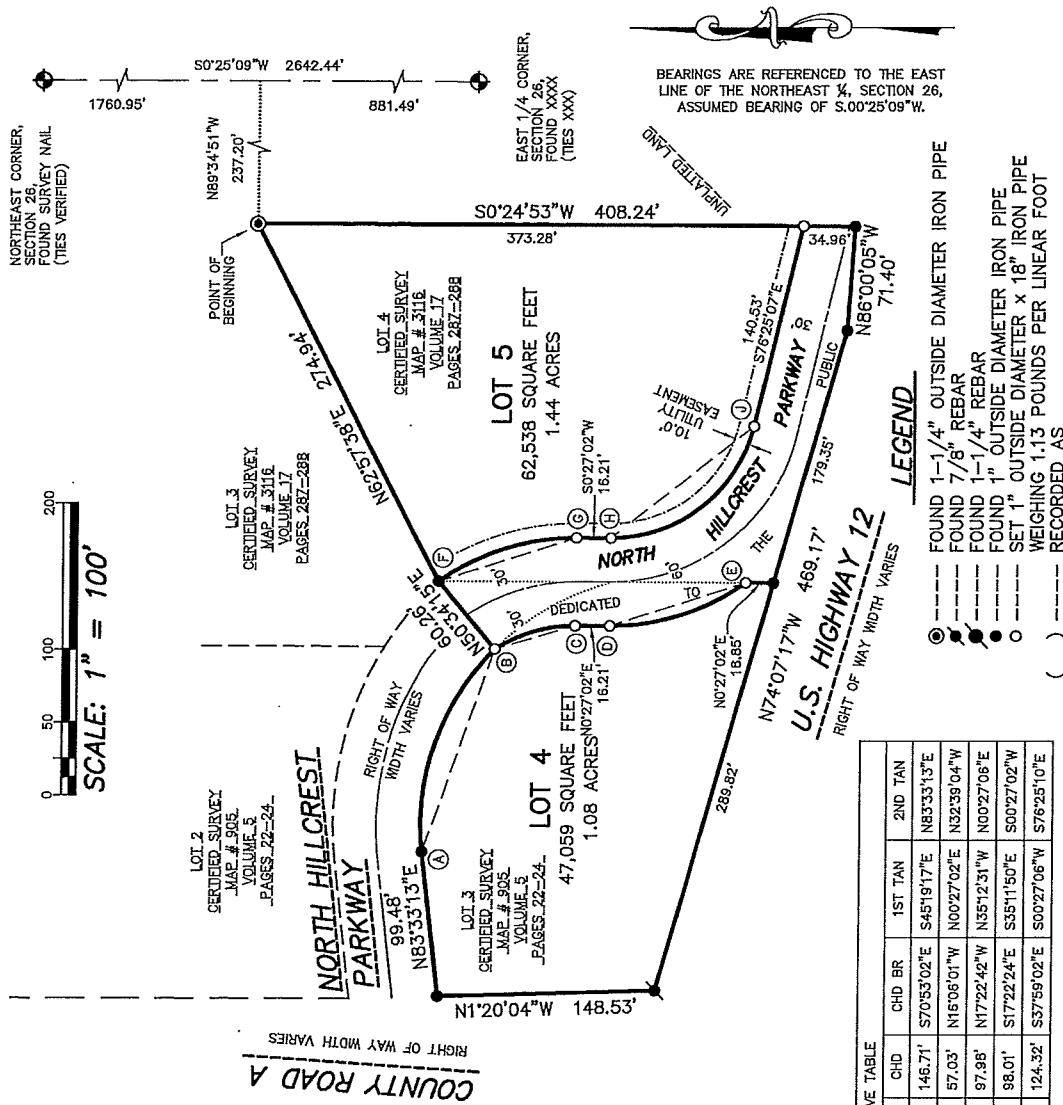 NORTHEAST CORNER,
SECTION 26,
FOUND SURVEY NAIL
(TIES VERIFIED)
1760.95'
S0°25'09"W 2642.44'
881.49'
N89°34'51"W
237.20'
EAST 1/4 CORNER,
SECTION 26,
FOUND XXXX
(TIES XXX)
BEARINGS ARE REFERENCED TO THE EAST
LINE OF THE NORTHEAST ¼, SECTION 26,
ASSUMED BEARING OF S.00°25'09"W.
POINT OF
BEGINNING
UNPLATTED LAND
S0°24'53"W 408.24'
373.28'
34.96'
N86°00'05"W
71.40'
0 50 100 200
SCALE: 1" = 100'
LOT 3
CERTIFIED SURVEY
MAP # 3116
VOLUME 17
PAGES 287-288
N62°57'38"E 274.94'
LOT 4
CERTIFIED SURVEY
MAP # 3116
VOLUME 17
PAGES 287-288
LOT 5
62,538 SQUARE FEET
1.44 ACRES
10.0'
UTILITY
EASEMENT
140.53'
S76°25'07"E
J
F
G
S0°27'02"W
16.21'
H
30'
30'
60'
60'
NORTH HILLCREST PARKWAY
DEDICATED TO THE PUBLIC
179.35'
60.26
N50°34'15"E
B
C
D
E
N0°27'02"E
16.21'
N0°27'02"E
16.85'
N74°07'17"W 469.17'
U.S. HIGHWAY 12
RIGHT OF WAY WIDTH VARIES
289.82'
LOT 2
CERTIFIED SURVEY
MAP # 905
VOLUME 5
PAGES 22-24
NORTH HILLCREST
PARKWAY
RIGHT OF WAY
WIDTH VARIES
99.48'
N83°33'13"E
A
LOT 3
CERTIFIED SURVEY
MAP # 905
VOLUME 5
PAGES 22-24
LOT 4
47,059 SQUARE FEET
1.08 ACRES
N1°20'04"W 148.53'
COUNTY ROAD A
RIGHT OF WAY WIDTH VARIES
LEGEND
FOUND 1-1/4" OUTSIDE DIAMETER IRON PIPE
FOUND 7/8" REBAR
FOUND 1-1/4" REBAR
FOUND 1" OUTSIDE DIAMETER IRON PIPE
SET 1" OUTSIDE DIAMETER x 18" IRON PIPE
WEIGHING 1.13 POUNDS PER LINEAR FOOT
( ) RECORDED AS
VE TABLE
CHD CHD BR 1ST TAN 2ND TAN
146.71' S70°53'02"E S45°19'17"E N83°33'13"E
57.03' N16°06'01"W N00°27'02"E N32°39'04"W
97.98' N17°22'42"W N35°12'31"W N00°27'06"E
98.01' S17°22'24"E S35°11'50"E S00°27'02"W
124.32' S37°59'02"E S00°27'06"W S76°25'10"E